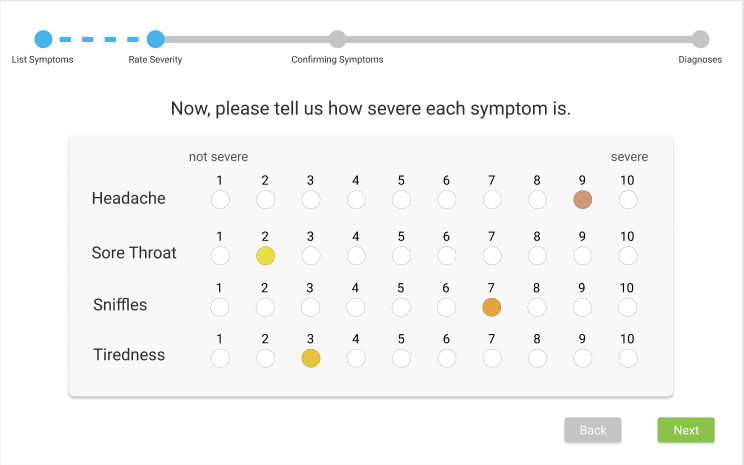 List Symptoms Rate Severity Confirming Symptoms Diagnoses
Now, please tell us how severe each symptom is.
not severe severe
1 2 3 4 5 6 7 8 9 10
Headache
1 2 3 4 5 6 7 8 9 10
Sore Throat
1 2 3 4 5 6 7 8 9 10
Sniffles
1 2 3 4 5 6 7 8 9 10
Tiredness
Back Next